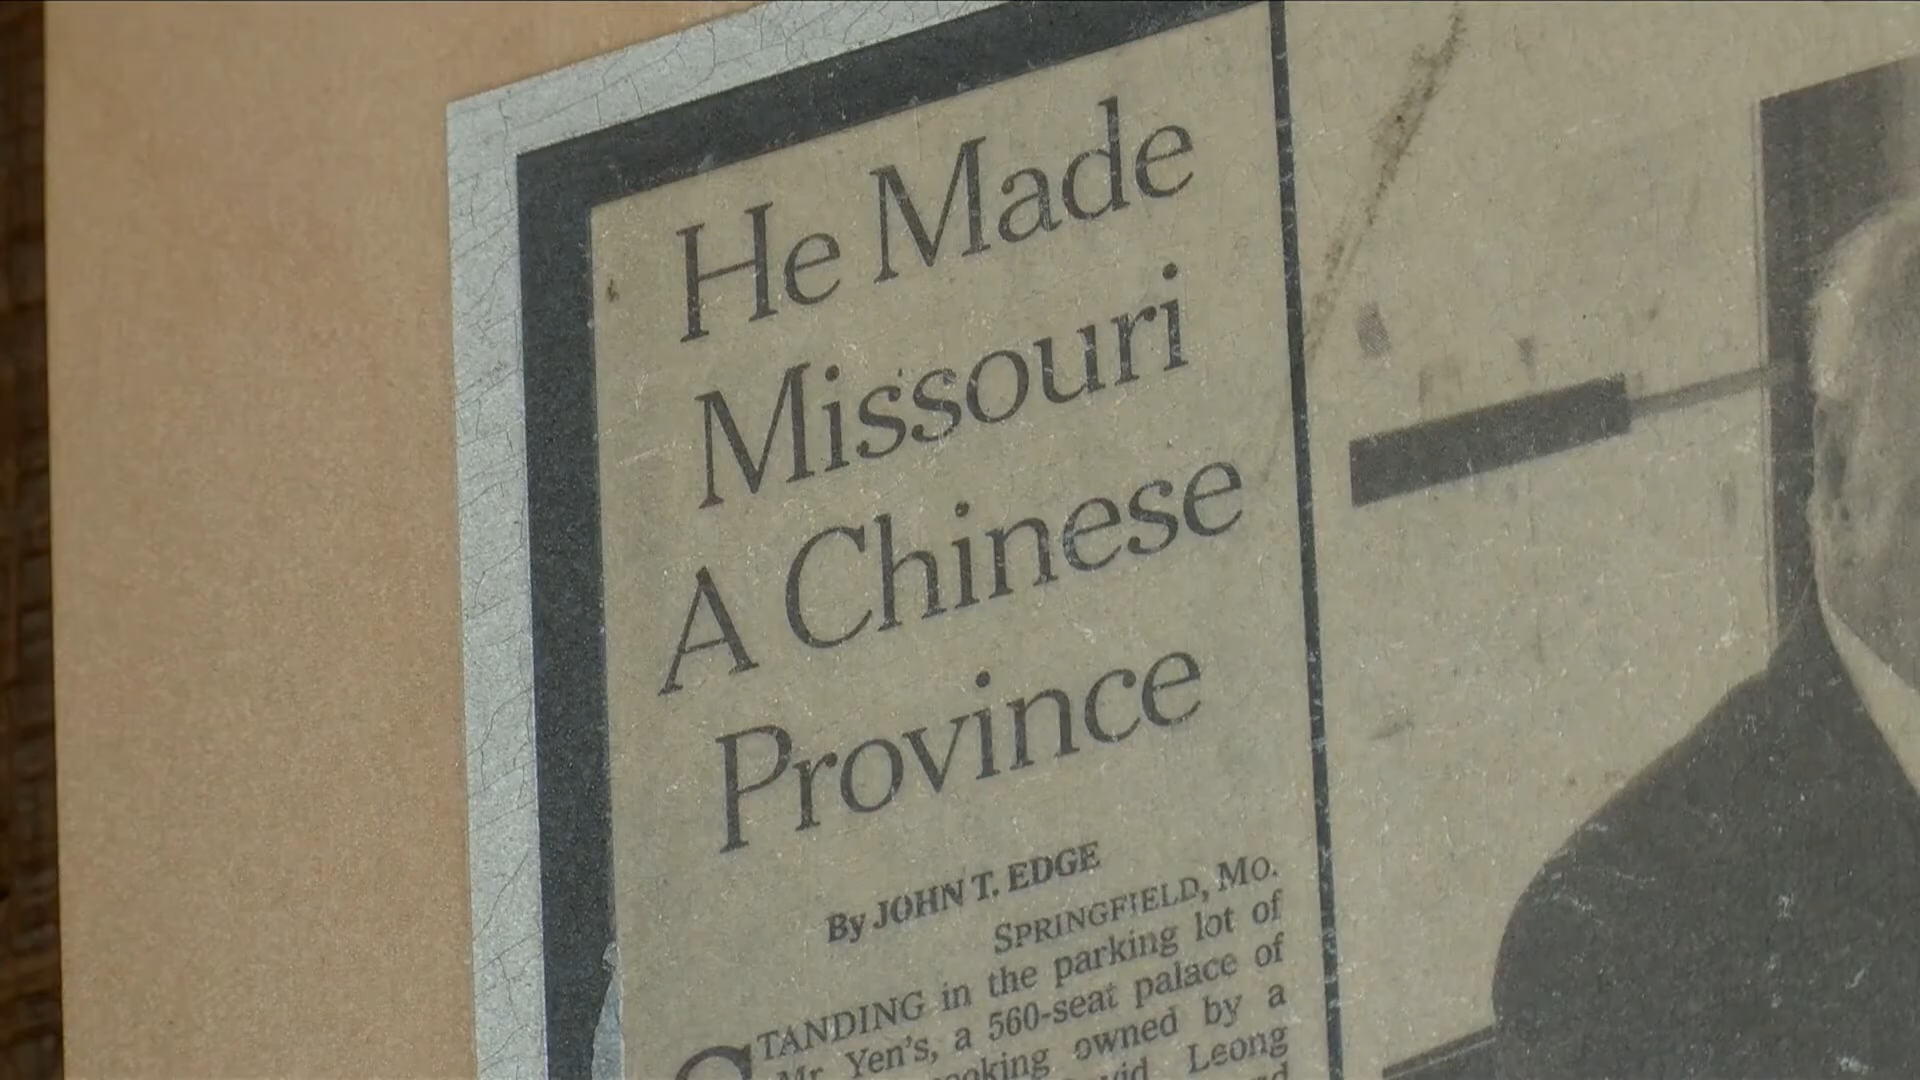 He Made
Missouri
A Chinese
Province
By JOHN T. EDGE
SPRINGFIELD, MO.
STANDING in the parking lot of
Mr. Yen's, a 560-seat palace of
owned by a
Leong